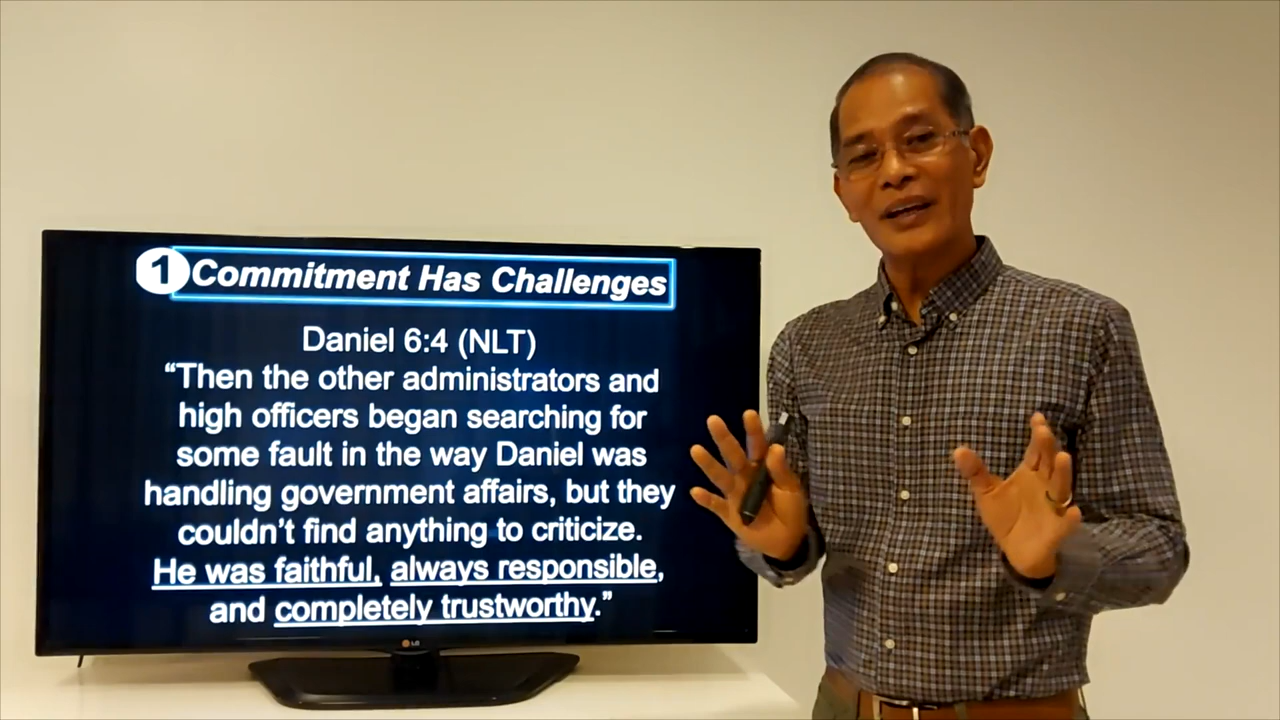 1 Commitment Has Challenges
Daniel 6:4 (NLT)
“Then the other administrators and
high officers began searching for
some fault in the way Daniel was
handling government affairs, but they
couldn’t find anything to criticize.
He was faithful, always responsible,
and completely trustworthy.”
LG